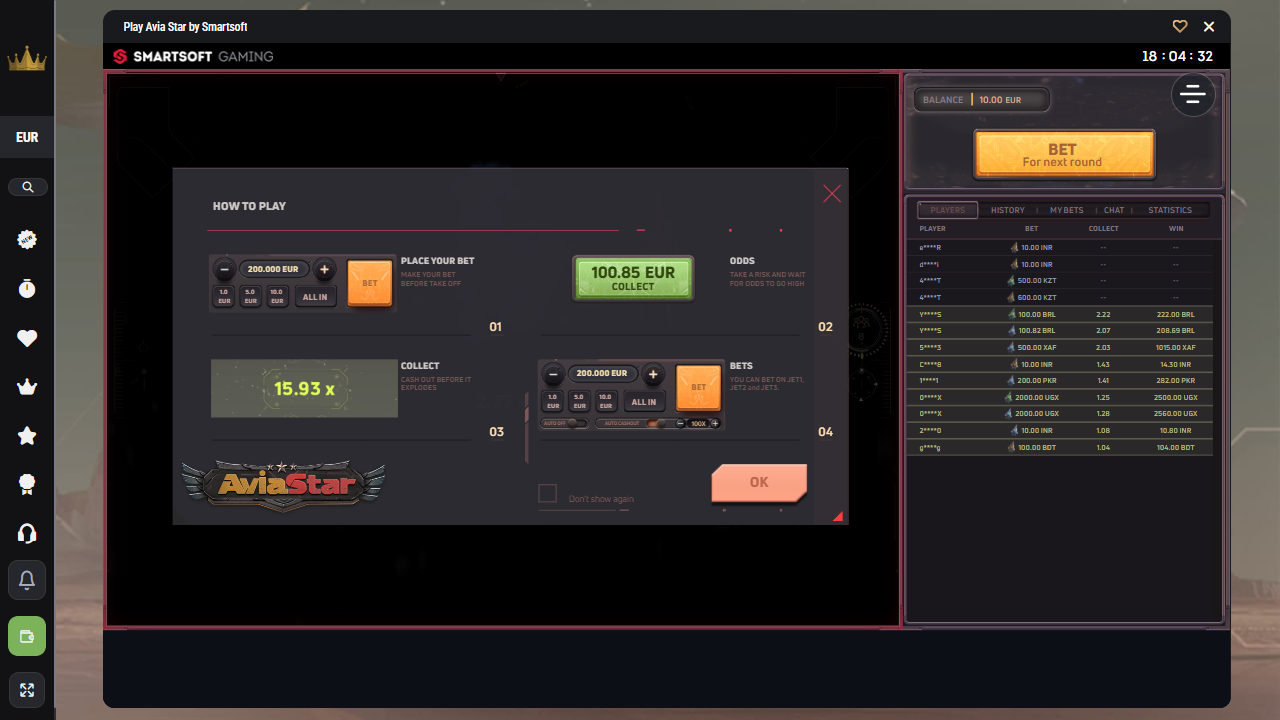 Play Avia Star by Smartsoft
SMARTSOFT GAMING
18 : 04 : 32
EUR
NEW
BALANCE 10.00 EUR
BET
For next round
HOW TO PLAY
200.000 EUR
1.0 EUR
5.0 EUR
10.0 EUR
ALL IN
BET
PLACE YOUR BET
MAKE YOUR BET
BEFORE TAKE OFF
01
100.85 EUR
COLLECT
ODDS
TAKE A RISK AND WAIT
FOR ODDS TO GO HIGH
02
15.93 x
COLLECT
CASH OUT BEFORE IT
EXPLODES
03
200.000 EUR
1.0 EUR
5.0 EUR
10.0 EUR
ALL IN
BET
AUTO OFF
AUTO CASHOUT
100X
BETS
YOU CAN BET ON JET1,
JET2 and JET3.
04
AviaStar
Don't show again
OK
PLAYERS HISTORY MY BETS CHAT STATISTICS
PLAYER BET COLLECT WIN
e****R 10.00 INR -- --
d****i 10.00 INR -- --
4****T 500.00 KZT -- --
4****T 600.00 KZT -- --
Y****S 100.00 BRL 2.22 222.00 BRL
Y****S 100.82 BRL 2.07 208.69 BRL
5****3 500.00 XAF 2.03 1015.00 XAF
C****8 10.00 INR 1.43 14.30 INR
1****1 200.00 PKR 1.41 282.00 PKR
0****X 2000.00 UGX 1.25 2500.00 UGX
0****X 2000.00 UGX 1.28 2560.00 UGX
2****0 10.00 INR 1.08 10.80 INR
g****g 100.00 BDT 1.04 104.00 BDT